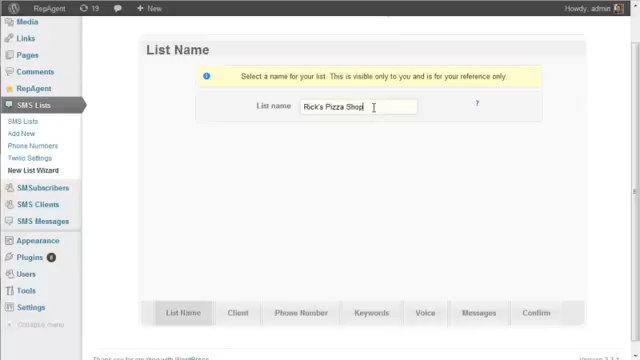 RepAgent 19 + New Howdy, admin
Media
Links
Pages
Comments
RepAgent
SMS Lists
SMS Lists
Add New
Phone Numbers
Twilio Settings
New List Wizard
SMSubscribers
SMS Clients
SMS Messages
Appearance
Plugins
Users
Tools
Settings
Collapse menu
List Name
Select a name for your list. This is visible only to you and is for your reference only.
List name Rick's Pizza Shop ?
List Name Client Phone Number Keywords Voice Messages Confirm